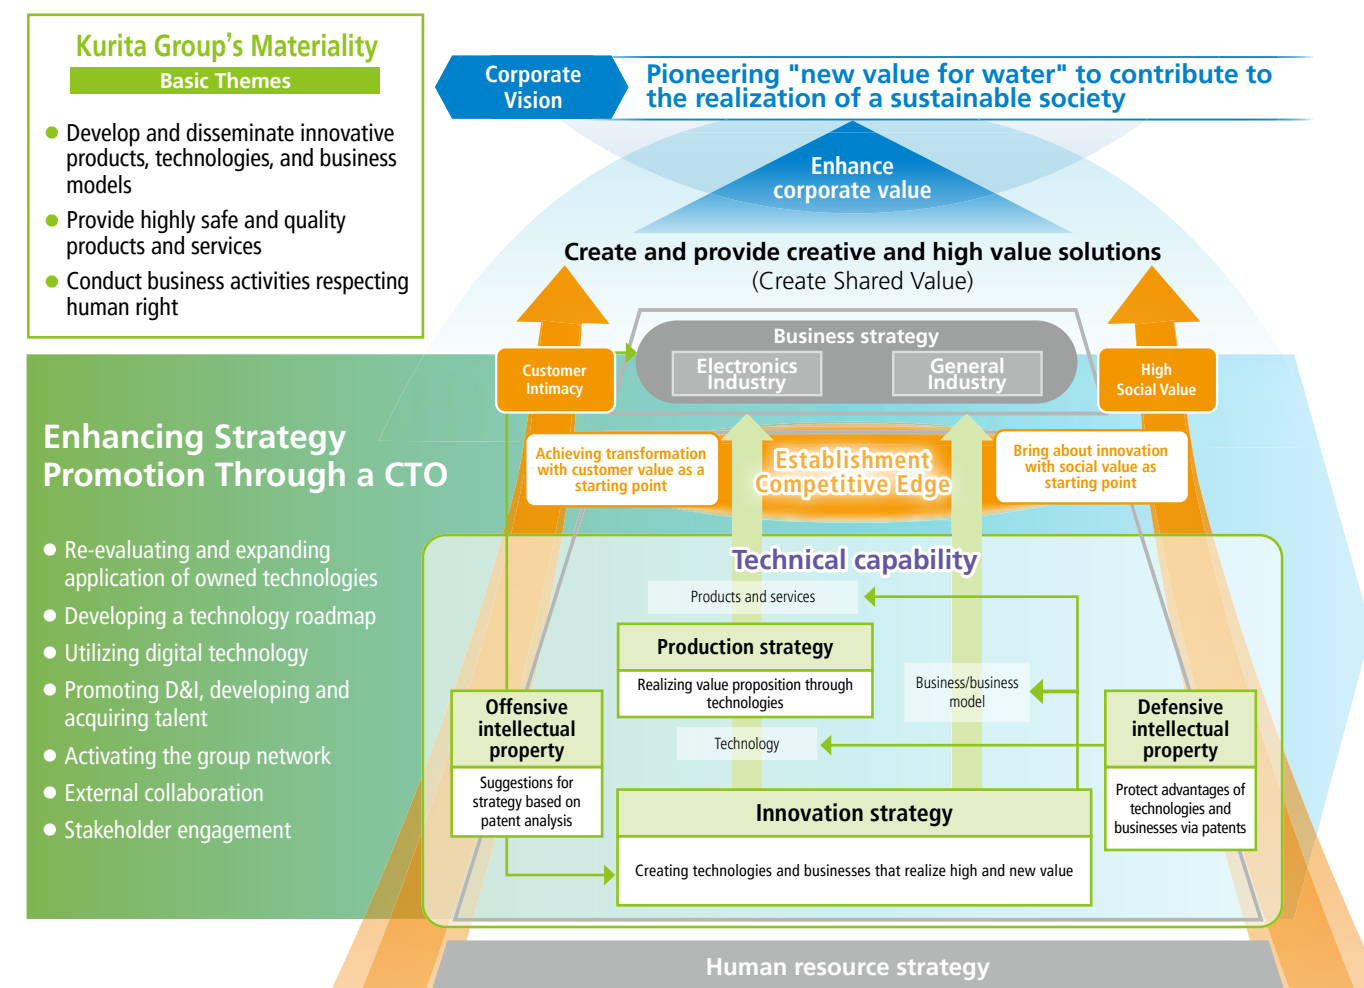 Kurita Group's Materiality
Basic Themes
● Develop and disseminate innovative
products, technologies, and business
models
● Provide highly safe and quality
products and services
● Conduct business activities respecting
human right
Corporate
Vision
Pioneering "new value for water" to contribute to
the realization of a sustainable society
Enhance
corporate value
Create and provide creative and high value solutions
(Create Shared Value)
Business strategy
Electronics
Industry
General
Industry
Customer
Intimacy
High
Social Value
Achieving transformation
with customer value as a
starting point
Establishment
Competitive Edge
Bring about innovation
with social value as
starting point
Enhancing Strategy
Promotion Through a CTO
● Re-evaluating and expanding
application of owned technologies
● Developing a technology roadmap
● Utilizing digital technology
● Promoting D&I, developing and
acquiring talent
● Activating the group network
● External collaboration
● Stakeholder engagement
Technical capability
Products and services
Production strategy
Realizing value proposition through
technologies
Business/business
model
Technology
Offensive
intellectual
property
Suggestions for
strategy based on
patent analysis
Defensive
intellectual
property
Protect advantages of
technologies and
businesses via patents
Innovation strategy
Creating technologies and businesses that realize high and new value
Human resource strategy